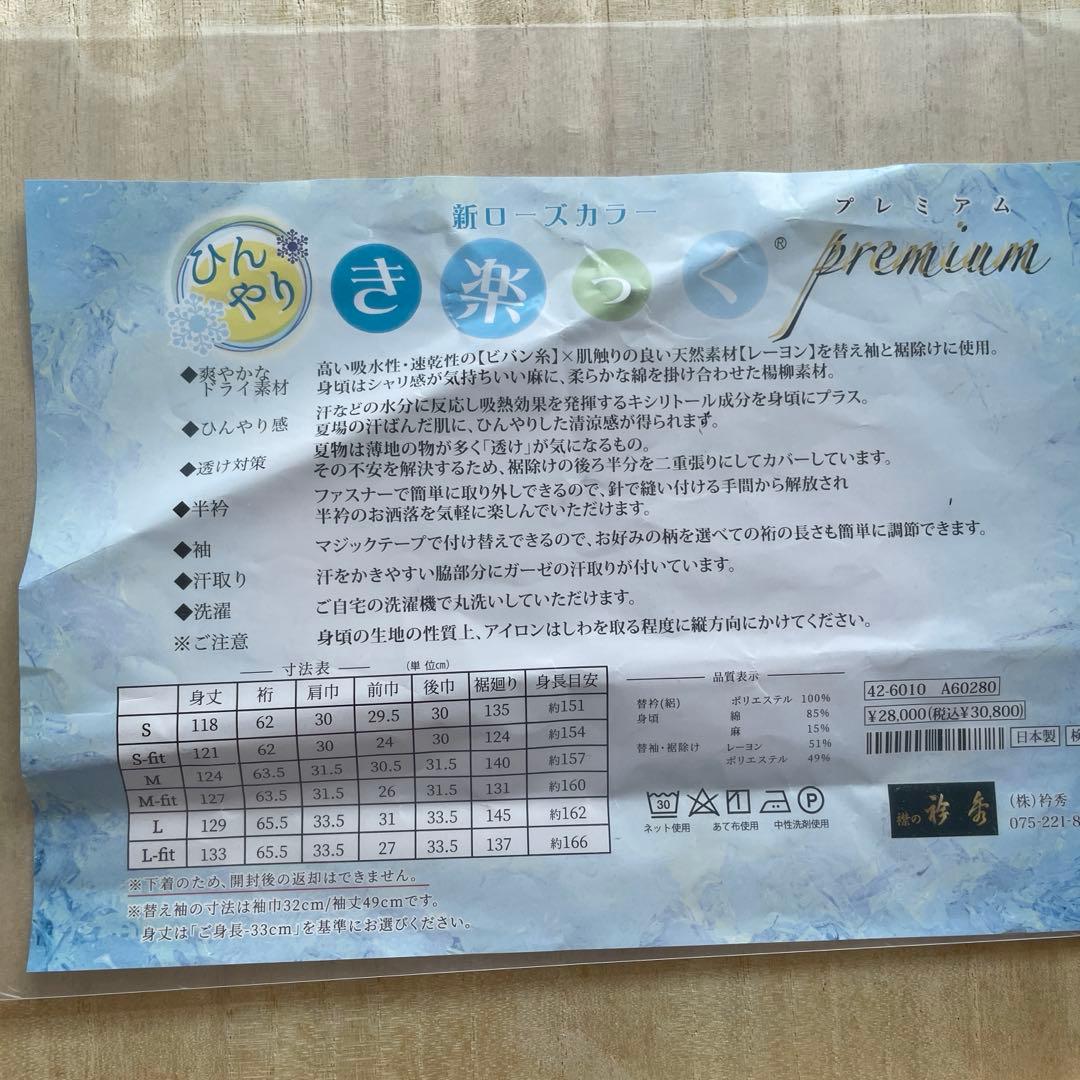 新ローズカラー
プレミアム
ひんやり
き楽っく® premium
◆爽やかなドライ素材
高い吸水性・速乾性の【ビバン糸】×肌触りの良い天然素材【レーヨン】を替え袖と裾除けに使用。
身頃はシャリ感が気持ちいい麻に、柔らかな綿を掛け合わせた楊柳素材。
◆ひんやり感
汗などの水分に反応し吸熱効果を発揮するキシリトール成分を身頃にプラス。
夏場の汗ばんだ肌に、ひんやりした清涼感が得られます。
◆透け対策
夏物は薄地の物が多く「透け」が気になるもの。
その不安を解決するため、裾除けの後ろ半分を二重張りにしてカバーしています。
◆半衿
ファスナーで簡単に取り外しできるので、針で縫い付ける手間から解放され
半衿のお洒落を気軽に楽しんでいただけます。
◆袖 マジックテープで付け替えできるので、お好みの柄を選べての裄の長さも簡単に調節できます。
◆汗取り 汗をかきやすい脇部分にガーゼの汗取りが付いています。
◆洗濯 ご自宅の洗濯機で丸洗いしていただけます。
※ご注意 身頃の生地の性質上、アイロンはしわを取る程度に縦方向にかけてください。
寸法表 (単位cm)
身丈 裄 肩巾 前巾 後巾 裾廻り 身長目安
S 118 62 30 29.5 30 135 約151
S-fit 121 62 30 24 30 124 約154
M 124 63.5 31.5 30.5 31.5 140 約157
M-fit 127 63.5 31.5 26 31.5 131 約160
L 129 65.5 33.5 31 33.5 145 約162
L-fit 133 65.5 33.5 27 33.5 137 約166
※下着のため、開封後の返却はできません。
※替え袖の寸法は袖巾32cm/袖丈49cmです。
身丈は「ご身長-33cm」を基準にお選びください。
品質表示
替衿(絽) ポリエステル 100%
身頃 綿 85%
麻 15%
替袖・裾除け レーヨン 51%
ポリエステル 49%
30 P
ネット使用 あて布使用 中性洗剤使用
42-6010 A60280
¥28,000(税込¥30,800)
日本製 検
襟の 衿秀
(株)衿秀
075-221-8